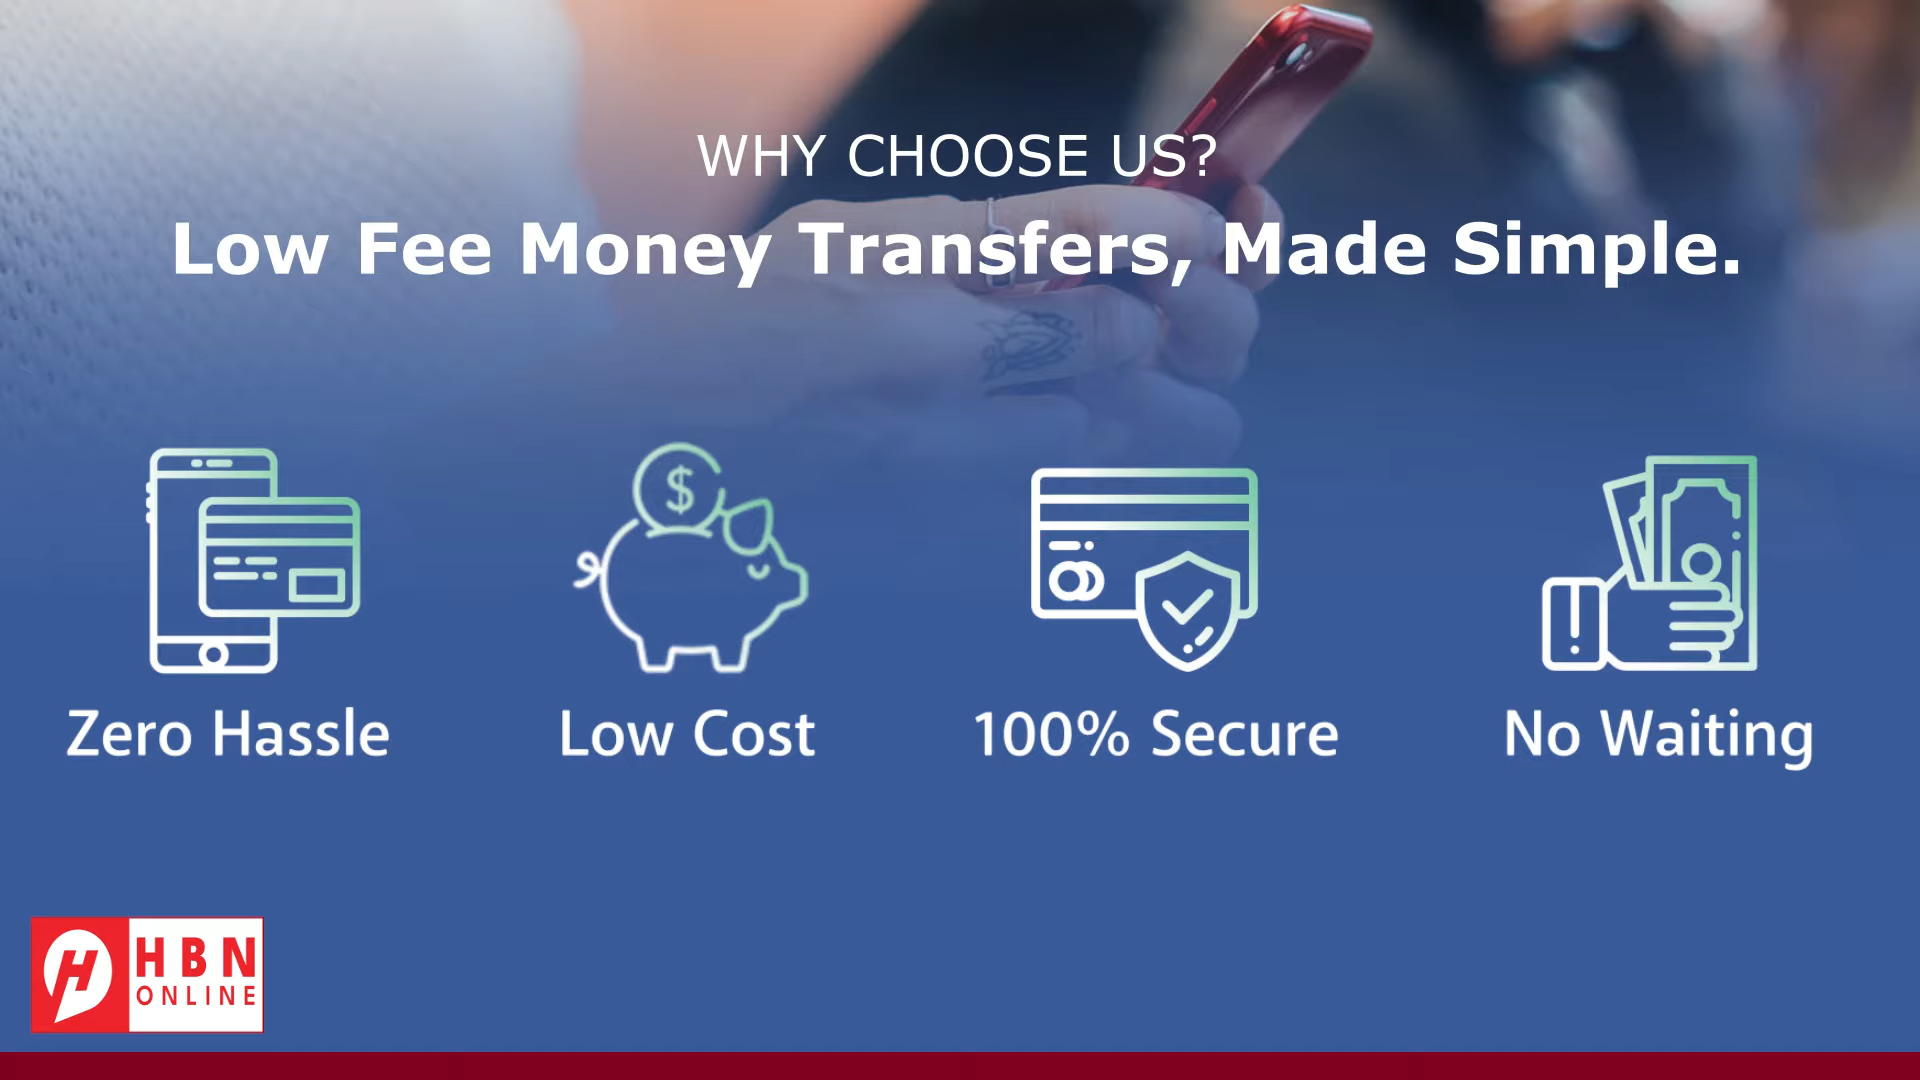 WHY CHOOSE US?
Low Fee Money Transfers, Made Simple.
$
Zero Hassle
Low Cost
100% Secure
No Waiting
H
HBN
ONLINE